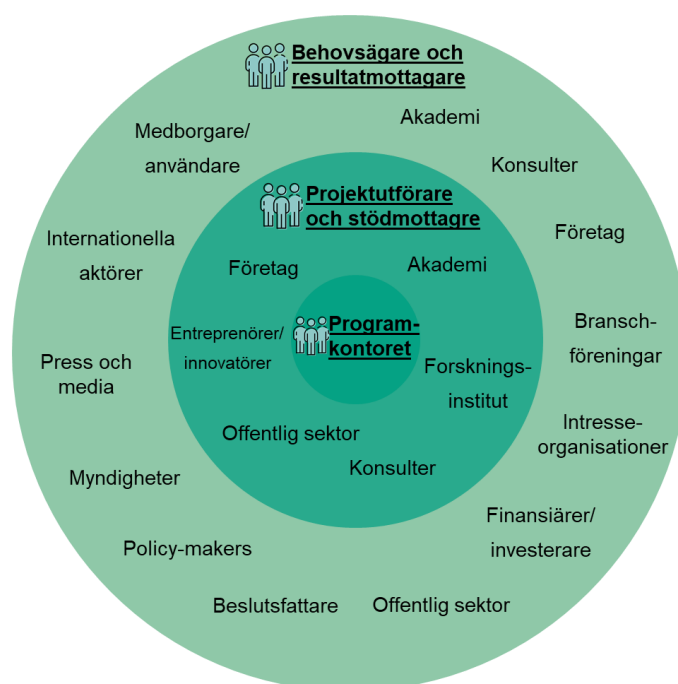 Behovsägare och
resultatmottagare
Akademi
Medborgare/
användare
Konsulter
Projektutförare
och stödmottagre
Internationella
aktörer
Företag
Företag
Akademi
Program-
kontoret
Entreprenörer/
innovatörer
Bransch-
föreningar
Press och
media
Forsknings-
institut
Intresse-
organisationer
Offentlig sektor
Konsulter
Myndigheter
Finansiärer/
investerare
Policy-makers
Beslutsfattare
Offentlig sektor